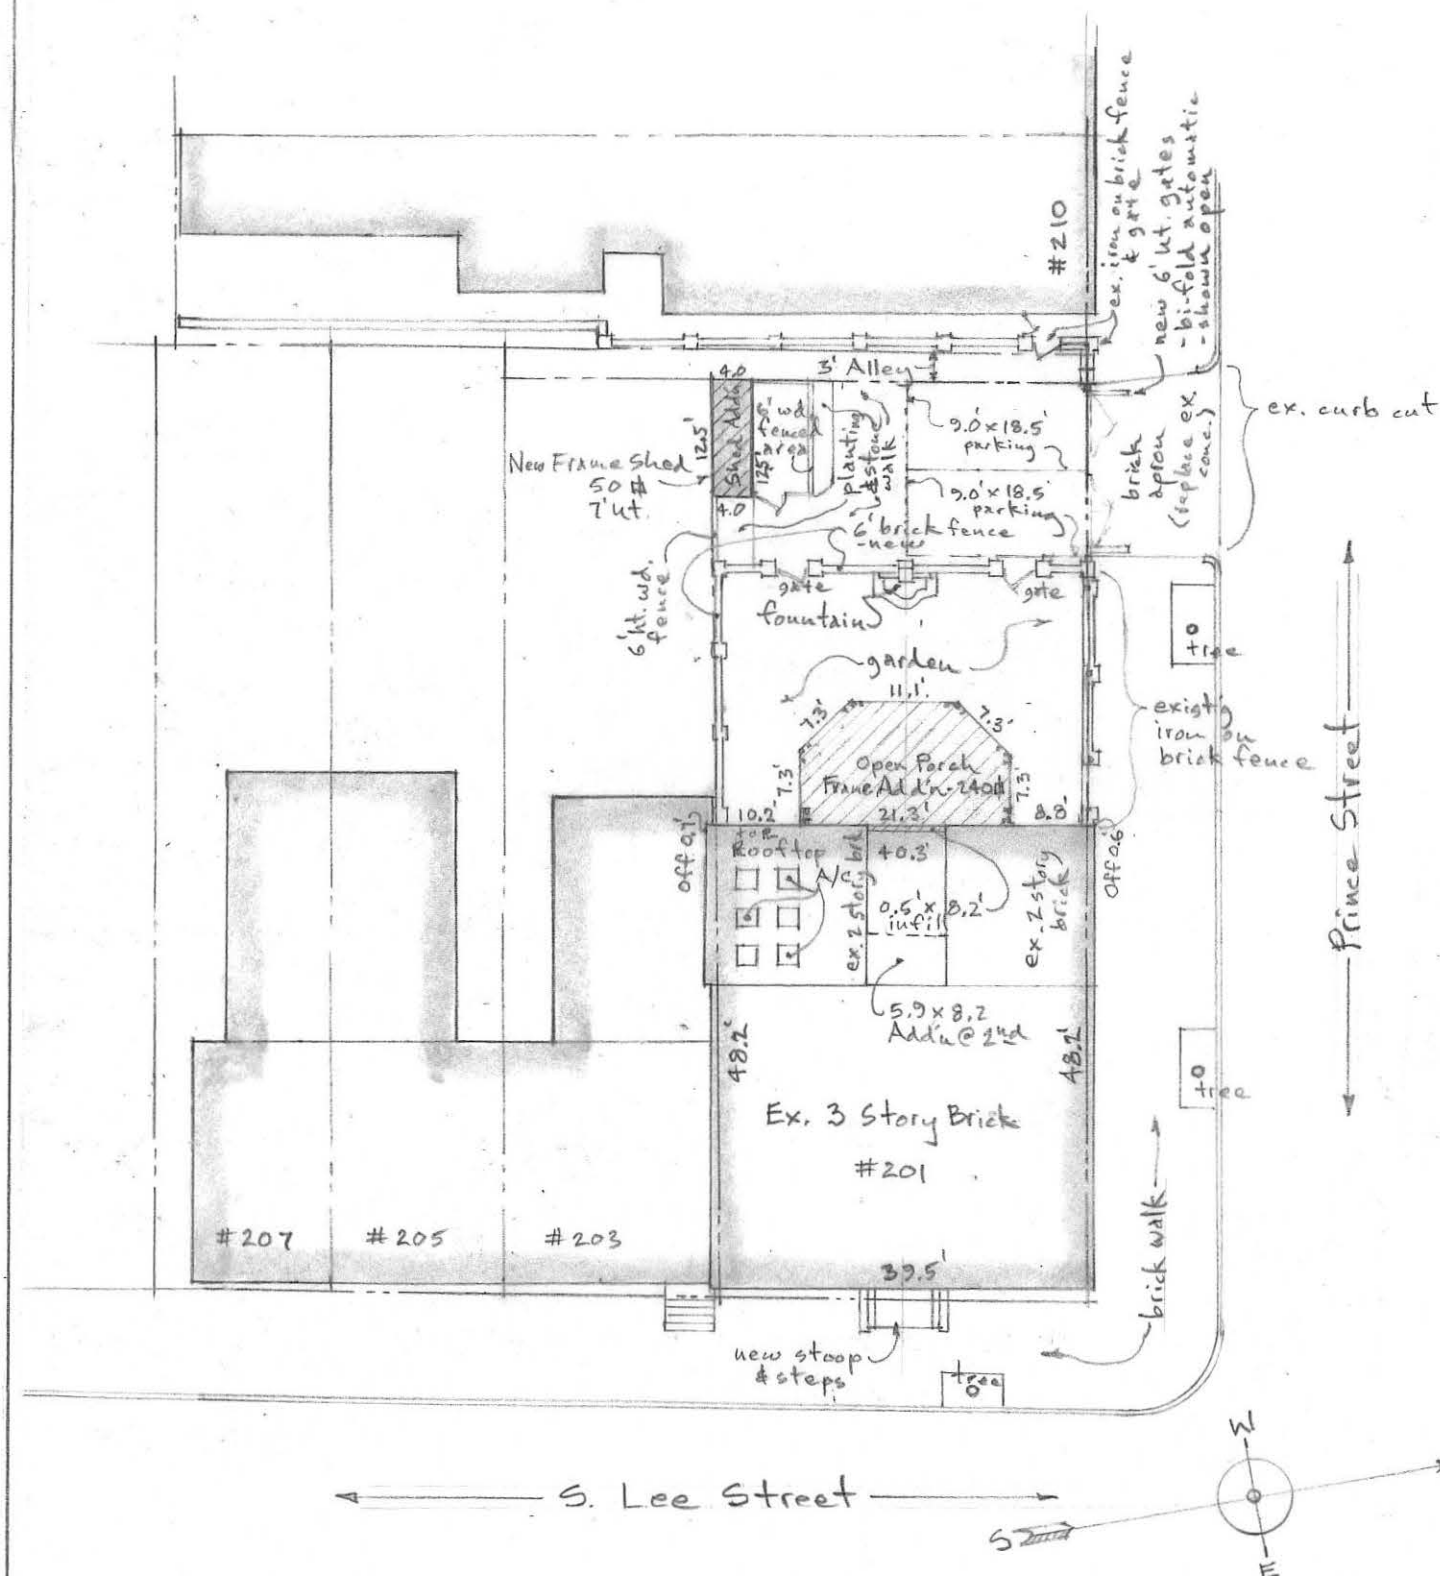 #210
ex. iron on brick fence
& gate
new 6' ht. gates
- bi-fold automatic
- shown open
3' Alley
4.0
Shed Add'n
12.5'
6' wd.
fenced
area
12.5'
planting
& stone
walk
9.0' x 18.5'
parking
9.0' x 18.5'
parking
brick
apron
(replace ex.
conc.)
ex. curb cut
New Frame Shed
50 #
7' ht.
4.0
6' brick fence
- new
6' ht. wd.
fence
gate
fountain
gate
tree
garden
11.1'
7.3'
7.3'
existg
iron on
brick fence
Open Porch
Frame Add'n - 240#
7.3'
7.3'
10.2'
21.3'
8.8
off 0.1'
off 0.6'
Rooftop
A/C
ex. 2 story brk
40.3'
0.5' x 8.2'
infil
ex. 2 story
brick
5.9 x 8.2
Add'n @ 2nd
48.2'
48.2'
Prince Street
tree
Ex. 3 Story Brick
#201
#207
#205
#203
39.5'
brick walk
new stoop
& steps
tree
S. Lee Street
W
S
E